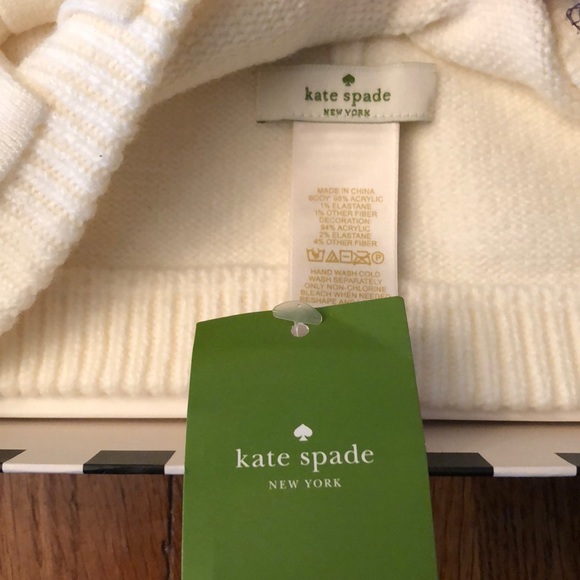 kate spade
NEW YORK
MADE IN CHINA
BODY: 98% ACRYLIC
1% ELASTANE
1% OTHER FIBER
DECORATION:
94% ACRYLIC
2% ELASTANE
4% OTHER FIBER
HAND WASH COLD
WASH SEPARATELY
ONLY NON-CHLORINE
BLEACH WHEN NEEDED
RESHAPE AND
kate spade
NEW YORK